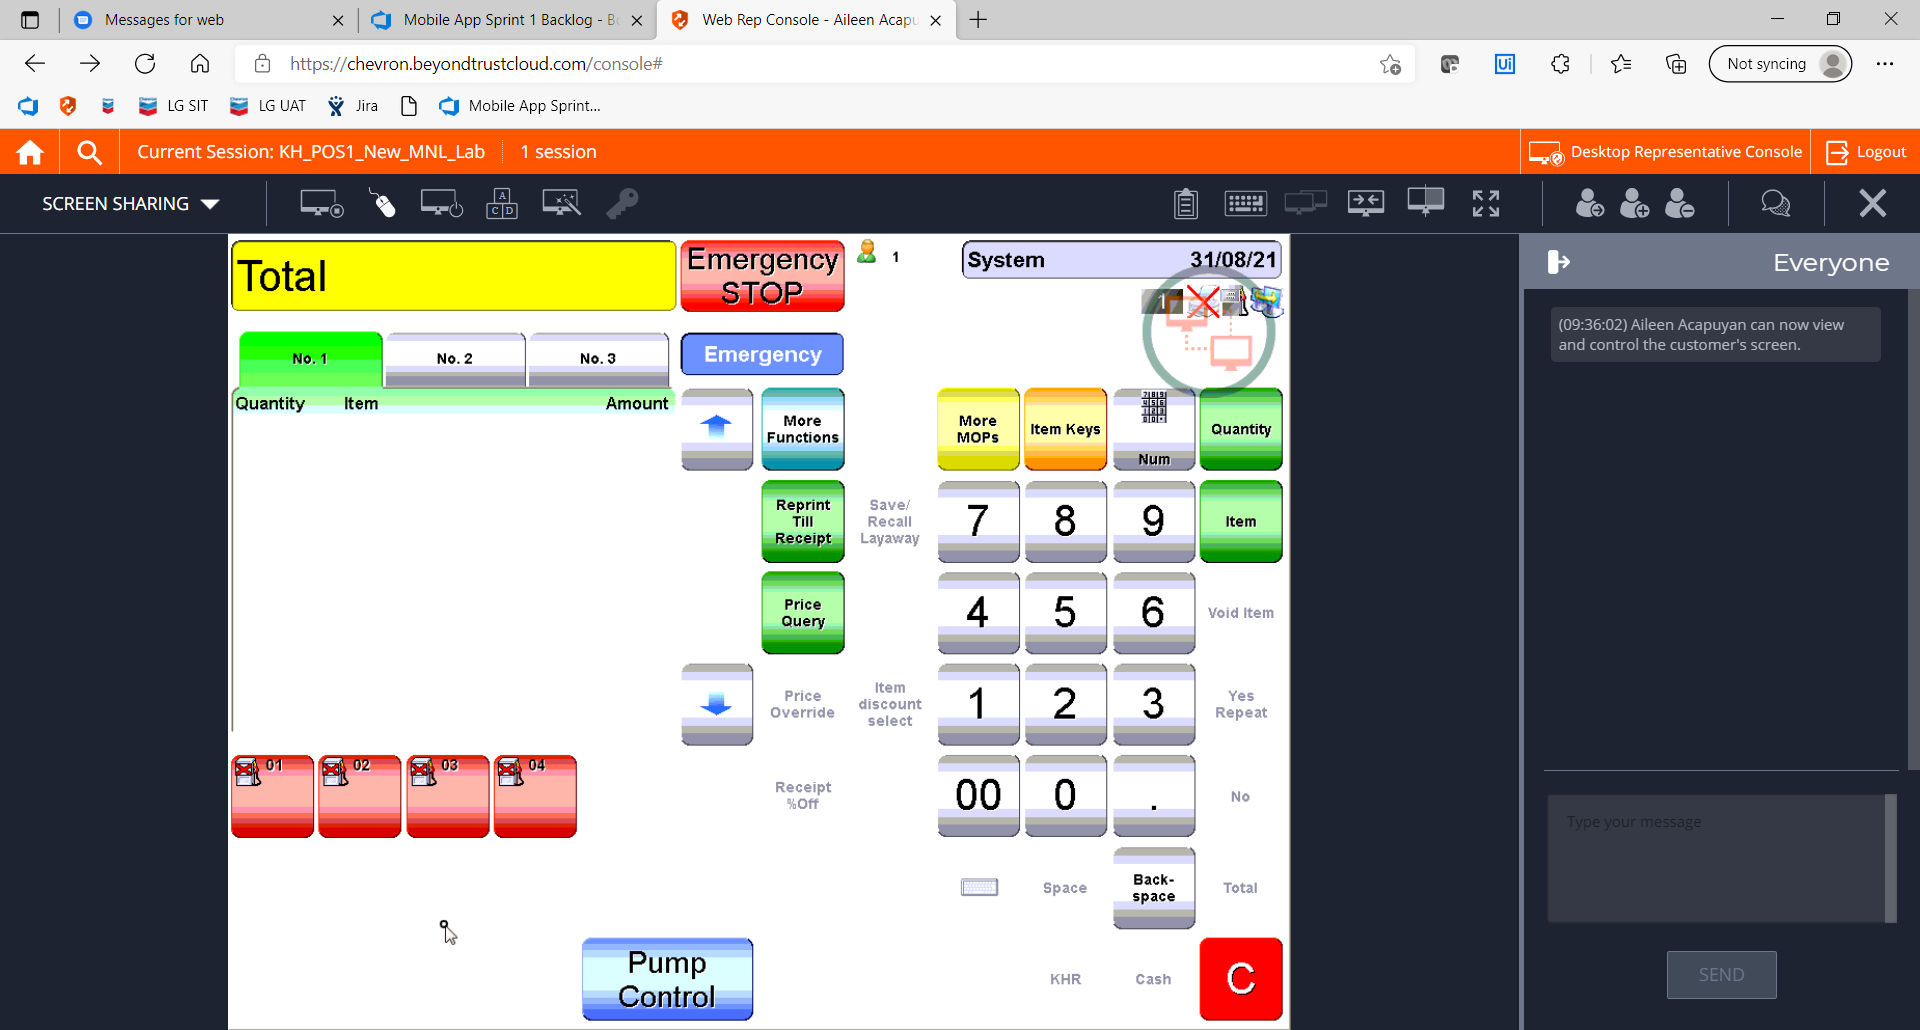 Messages for web
Mobile App Sprint 1 Backlog - Bo
Web Rep Console - Aileen Acapu
https://chevron.beyondtrustcloud.com/console#
Not syncing
LG SIT
LG UAT
Jira
Mobile App Sprint...
Current Session: KH_POS1_New_MNL_Lab
1 session
Desktop Representative Console
Logout
SCREEN SHARING
A
C D
Total
Emergency
STOP
1
System 31/08/21
1
No. 1
No. 2
No. 3
Emergency
Quantity Item Amount
More
Functions
More
MOPs
Item Keys
Num
Quantity
Reprint
Till
Receipt
Save/
Recall
Layaway
7
8
9
Item
Price
Query
4
5
6
Void Item
Price
Override
Item
discount
select
1
2
3
Yes
Repeat
01
02
03
04
Receipt
%Off
00
0
.
No
Space
Back-
space
Total
Pump
Control
KHR
Cash
C
Everyone
(09:36:02) Aileen Acapuyan can now view
and control the customer's screen.
Type your message
SEND